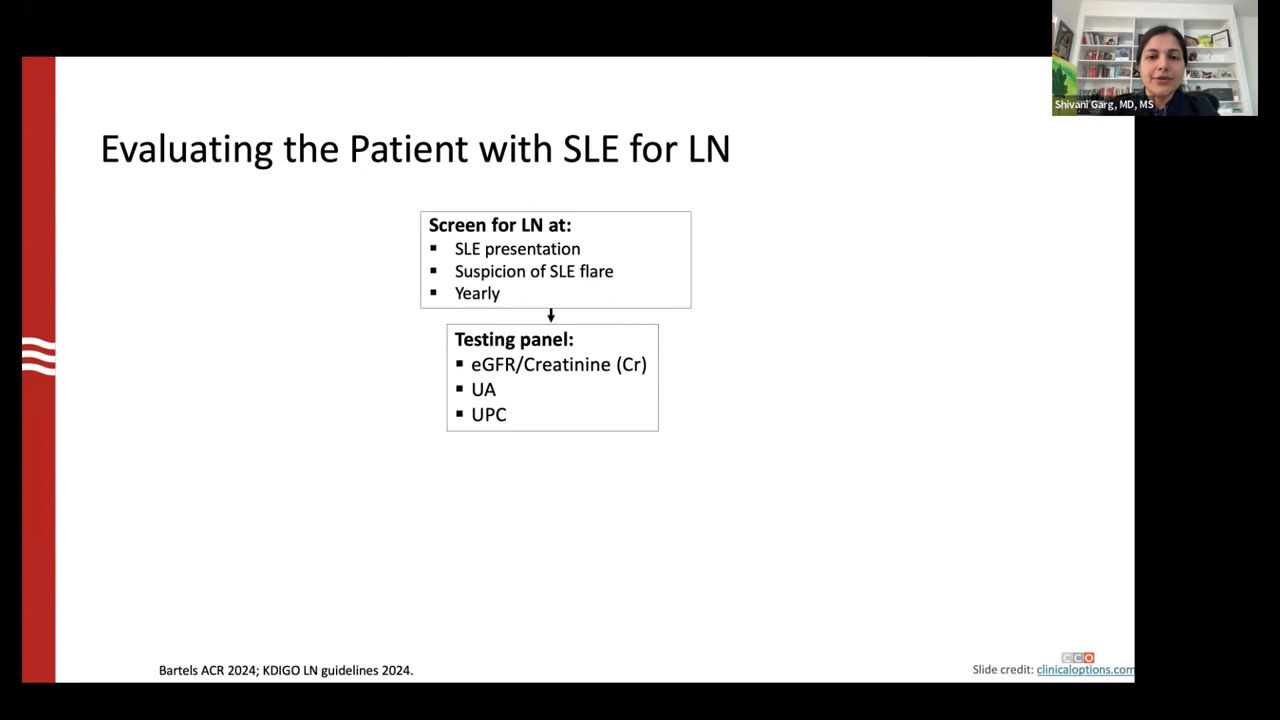 Shivani Garg, MD, MS
Evaluating the Patient with SLE for LN
Screen for LN at:
▪ SLE presentation
▪ Suspicion of SLE flare
▪ Yearly
Testing panel:
▪ eGFR/Creatinine (Cr)
▪ UA
▪ UPC
Bartels ACR 2024; KDIGO LN guidelines 2024.
CCO
Slide credit: clinicaloptions.com